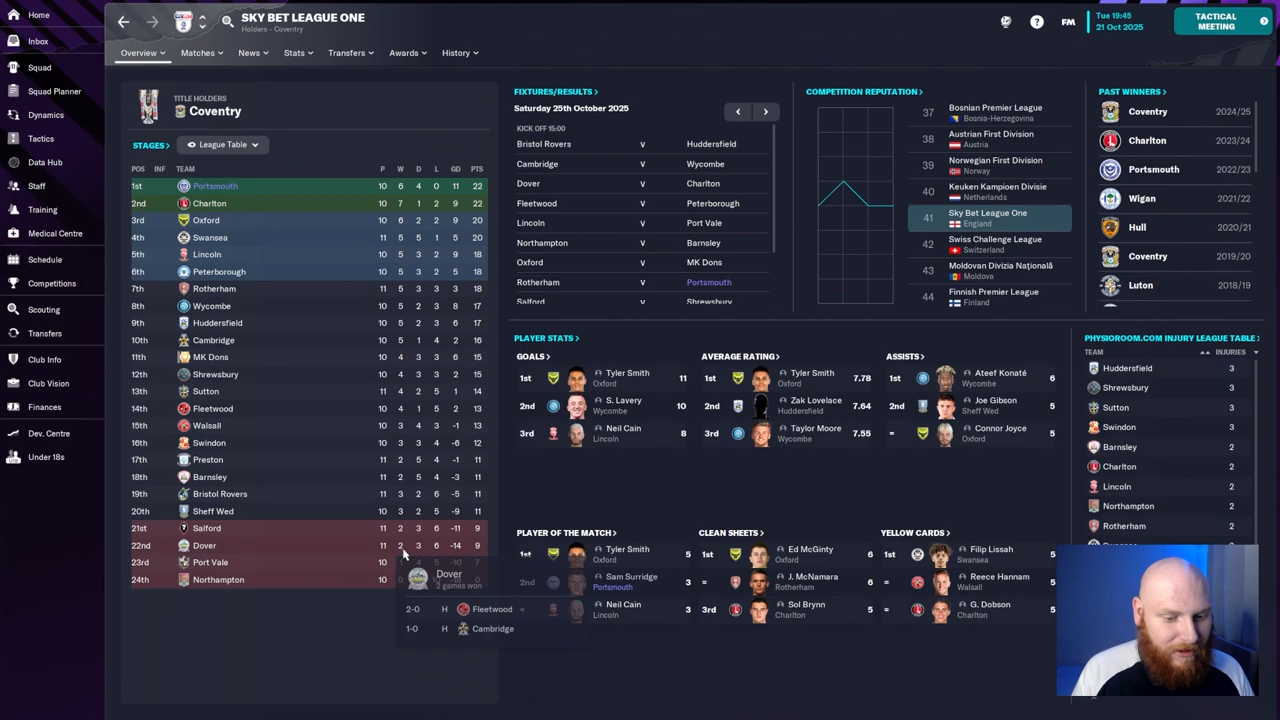 Home
Inbox
Squad
Squad Planner
Dynamics
Tactics
Data Hub
Staff
Training
Medical Centre
Schedule
Competitions
Scouting
Transfers
Club Info
Club Vision
Finances
Dev. Centre
Under 18s
SKY BET LEAGUE ONE
Holders - Coventry
FM
Tue 19:45
21 Oct 2025
TACTICAL
MEETING
Overview Matches News Stats Transfers Awards History
TITLE HOLDERS
Coventry
STAGES > League Table
POS INF TEAM P W D L GD PTS
1st Portsmouth 10 6 4 0 11 22
2nd Charlton 10 7 1 2 9 22
3rd Oxford 10 6 2 2 9 20
4th Swansea 11 5 5 1 5 20
5th Lincoln 10 5 3 2 9 18
6th Peterborough 10 5 3 2 5 18
7th Rotherham 11 5 3 3 3 18
8th Wycombe 10 5 2 3 8 17
9th Huddersfield 10 5 2 3 6 17
10th Cambridge 10 5 1 4 2 16
11th MK Dons 10 4 3 3 6 15
12th Shrewsbury 10 4 3 3 2 15
13th Sutton 11 4 2 5 1 14
14th Fleetwood 10 4 1 5 2 13
15th Walsall 10 3 4 3 -1 13
16th Swindon 10 3 3 4 -6 12
17th Preston 11 2 5 4 -1 11
18th Barnsley 11 2 5 4 -3 11
19th Bristol Rovers 11 3 2 6 -5 11
20th Sheff Wed 10 3 2 5 -9 11
21st Salford 11 2 3 6 -11 9
22nd Dover 11 2 3 6 -14 9
23rd Port Vale 10 1 4 5 -10 7
24th Northampton 10
Dover
2 games won
2-0 H Fleetwood
1-0 H Cambridge
FIXTURES/RESULTS >
Saturday 25th October 2025
KICK OFF 15:00
Bristol Rovers v Huddersfield
Cambridge v Wycombe
Dover v Charlton
Fleetwood v Peterborough
Lincoln v Port Vale
Northampton v Barnsley
Oxford v MK Dons
Rotherham v Portsmouth
Salford v Shrewsbury
COMPETITION REPUTATION >
37 Bosnian Premier League
Bosnia-Herzegovina
38 Austrian First Division
Austria
39 Norwegian First Division
Norway
40 Keuken Kampioen Divisie
Netherlands
41 Sky Bet League One
England
42 Swiss Challenge League
Switzerland
43 Moldovan Divizia Naţională
Moldova
44 Finnish Premier League
Finland
PAST WINNERS >
Coventry 2024/25
Charlton 2023/24
Portsmouth 2022/23
Wigan 2021/22
Hull 2020/21
Coventry 2019/20
Luton 2018/19
PLAYER STATS >
GOALS >
1st Tyler Smith 11
Oxford
2nd S. Lavery 10
Wycombe
3rd Neil Cain 8
Lincoln
AVERAGE RATING >
1st Tyler Smith 7.78
Oxford
2nd Zak Lovelace 7.64
Huddersfield
3rd Taylor Moore 7.55
Wycombe
ASSISTS >
1st Ateef Konaté 6
Wycombe
2nd Joe Gibson 5
Sheff Wed
= Connor Joyce 5
Oxford
PLAYER OF THE MATCH >
1st Tyler Smith 5
Oxford
2nd Sam Surridge 3
Portsmouth
= Neil Cain 3
Lincoln
CLEAN SHEETS >
1st Ed McGinty 6
Oxford
= J. McNamara 6
Rotherham
3rd Sol Brynn 5
Charlton
YELLOW CARDS >
1st Filip Lissah 5
Swansea
= Reece Hannam 5
Walsall
= G. Dobson 5
Charlton
PHYSIOROOM.COM INJURY LEAGUE TABLE >
TEAM INJURIES
Huddersfield 3
Shrewsbury 3
Sutton 3
Swindon 3
Barnsley 2
Charlton 2
Lincoln 2
Northampton 2
Rotherham 2